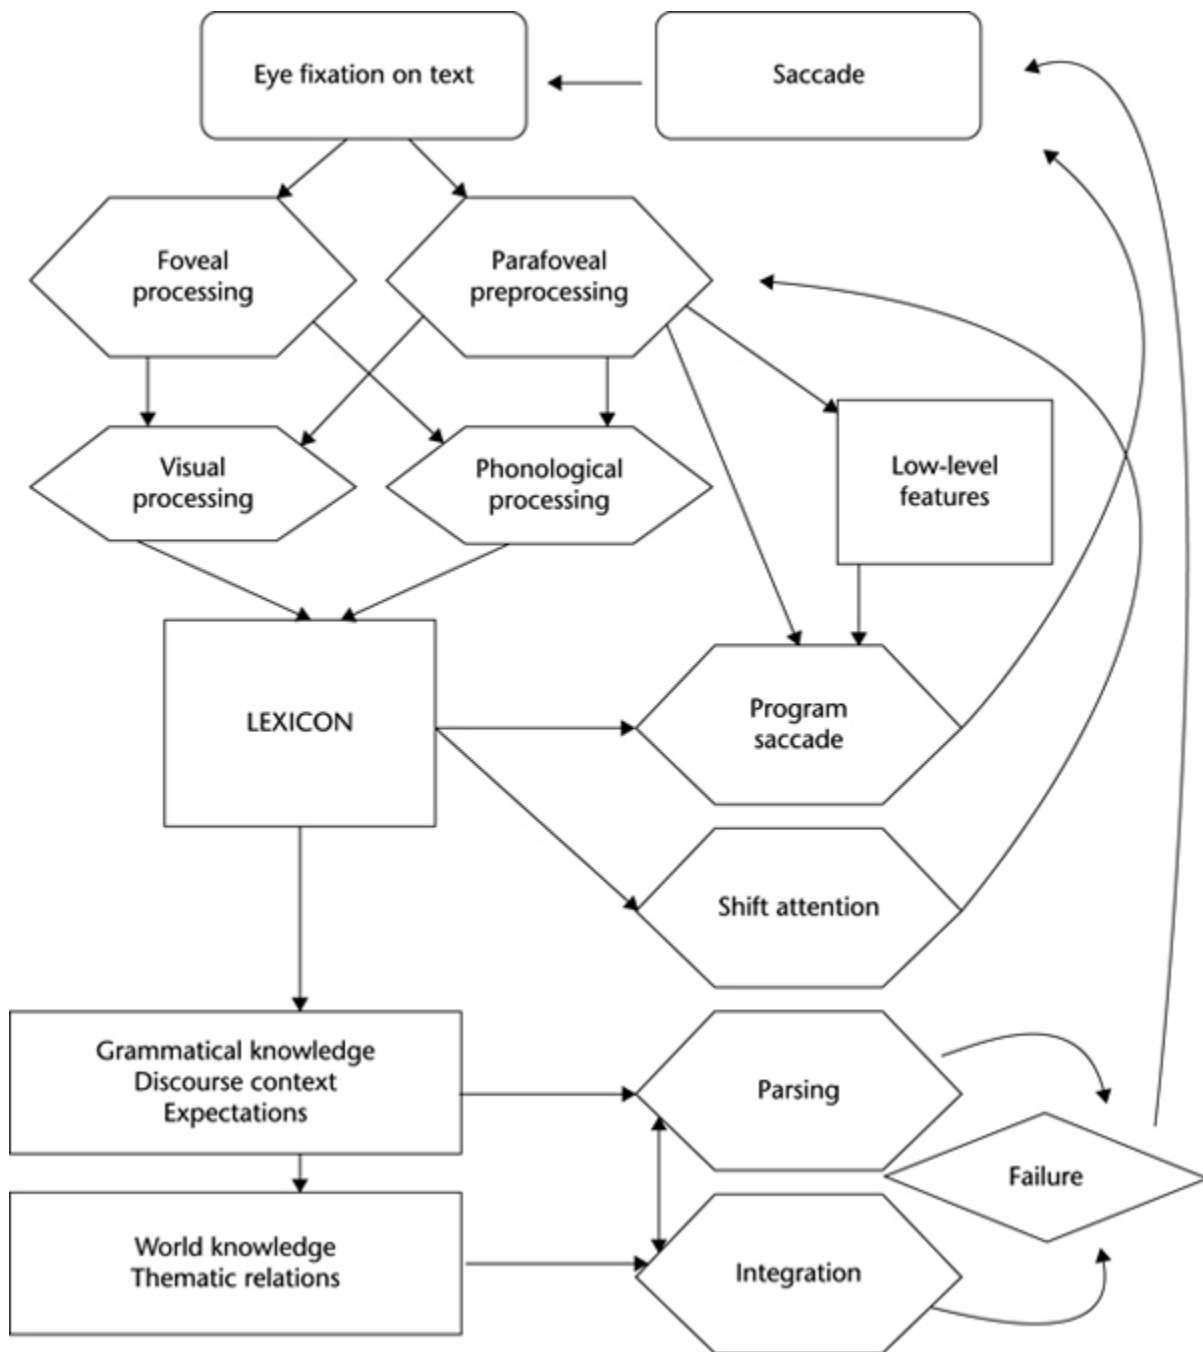 Eye fixation on text
Saccade
Foveal
processing
Parafoveal
preprocessing
Visual
processing
Phonological
processing
Low-level
features
LEXICON
Program
saccade
Shift attention
Grammatical knowledge
Discourse context
Expectations
Parsing
Failure
World knowledge
Thematic relations
Integration